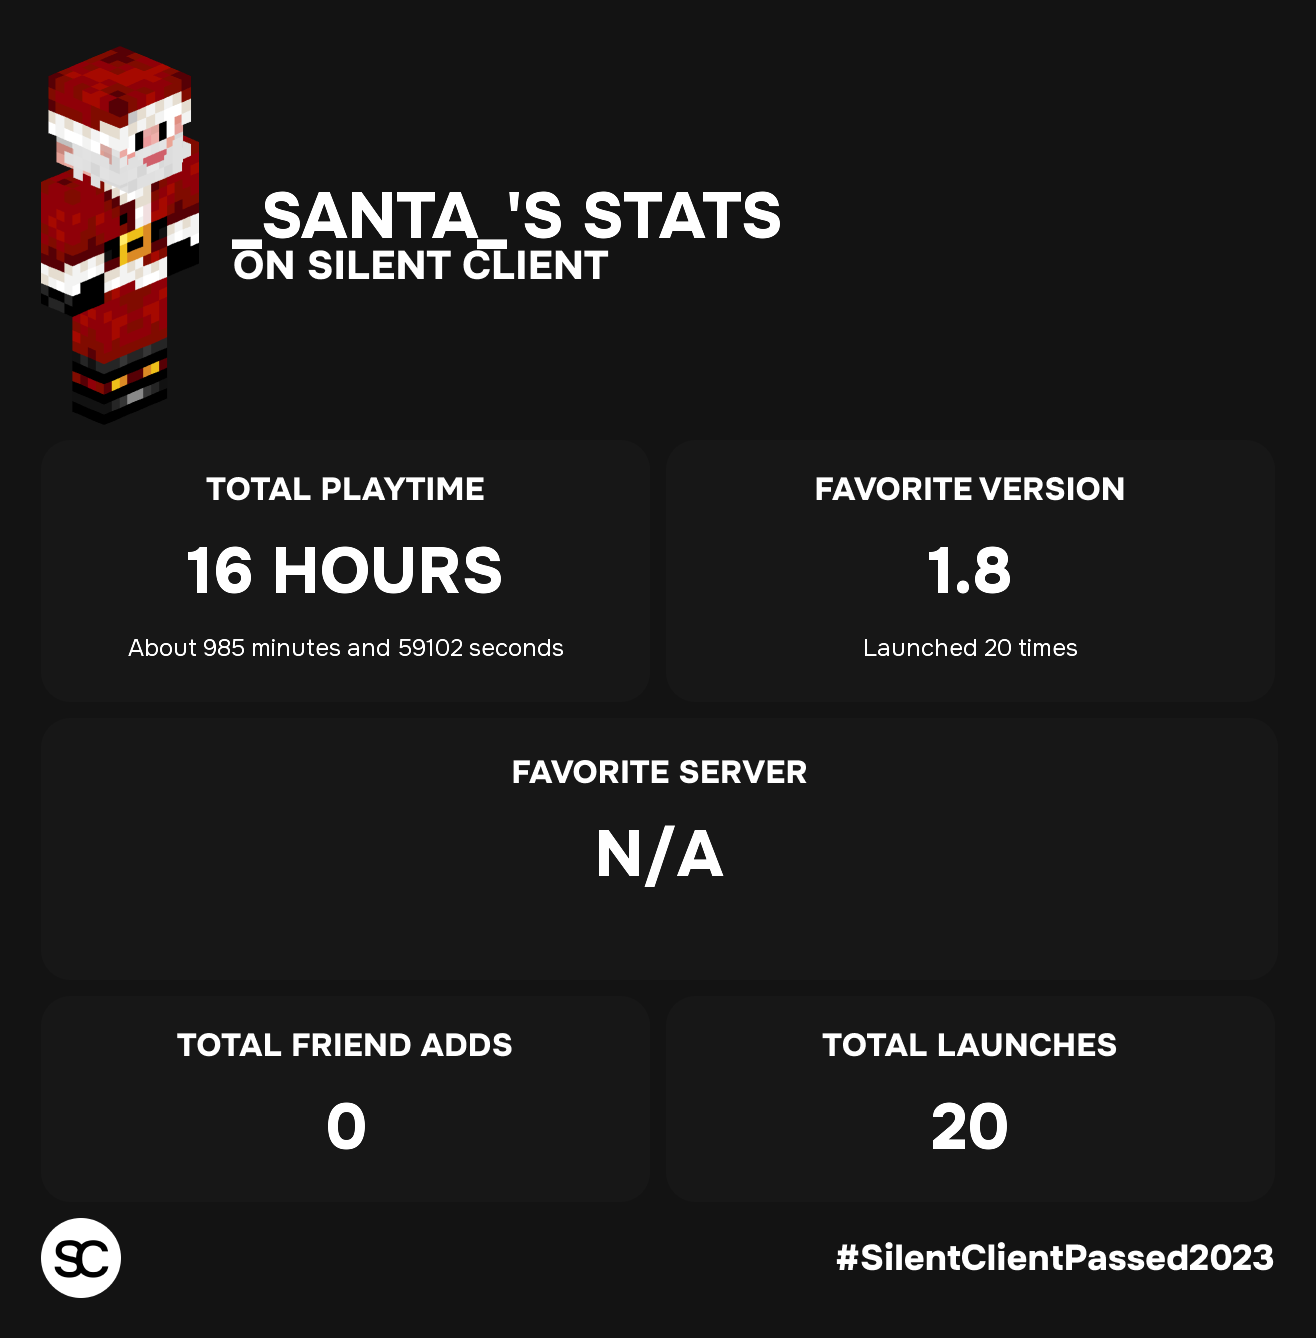 _SANTA_'S STATS
ON SILENT CLIENT
TOTAL PLAYTIME
16 HOURS
About 985 minutes and 59102 seconds
FAVORITE VERSION
1.8
Launched 20 times
FAVORITE SERVER
N/A
TOTAL FRIEND ADDS
0
TOTAL LAUNCHES
20
SC
#SilentClientPassed2023